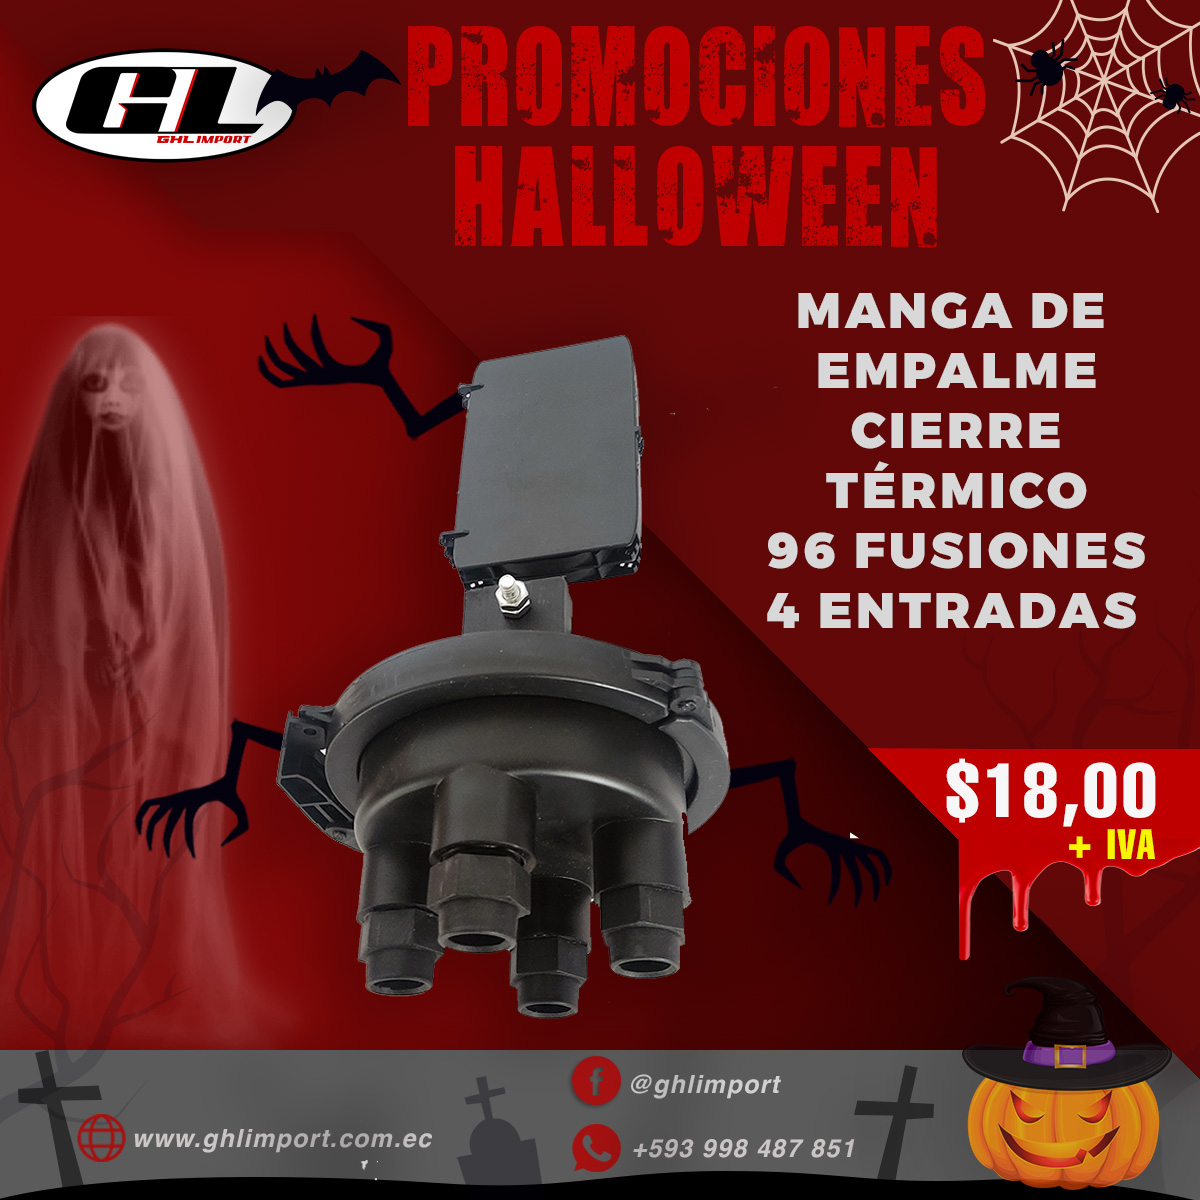 GHL
GHL IMPORT
PROMOCIONES
HALLOWEEN
MANGA DE
EMPALME
CIERRE
TÉRMICO
96 FUSIONES
4 ENTRADAS
$18,00
+ IVA
@ghlimport
www.ghlimport.com.ec
+593 998 487 851